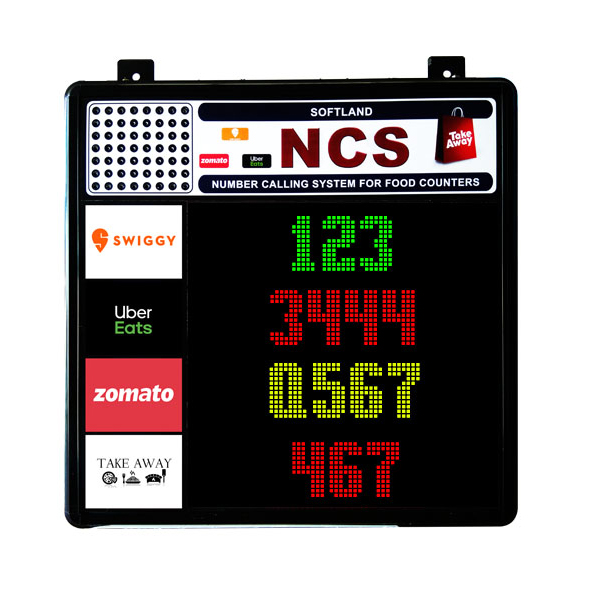 SOFTLAND
NCS
Take
Away
zomato
Uber
Eats
NUMBER CALLING SYSTEM FOR FOOD COUNTERS
SWIGGY
123
Uber
Eats
3444
zomato
0567
TAKE AWAY
467